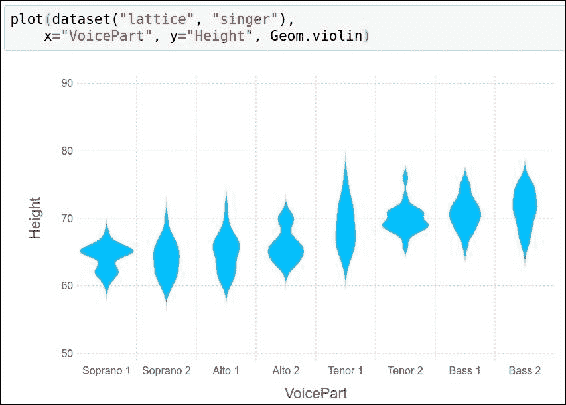 plot(dataset("lattice", "singer"),
    x="VoicePart", y="Height", Geom.violin)
90
80
70
60
50
Height
Soprano 1 Soprano 2 Alto 1 Alto 2 Tenor 1 Tenor 2 Bass 1 Bass 2
VoicePart